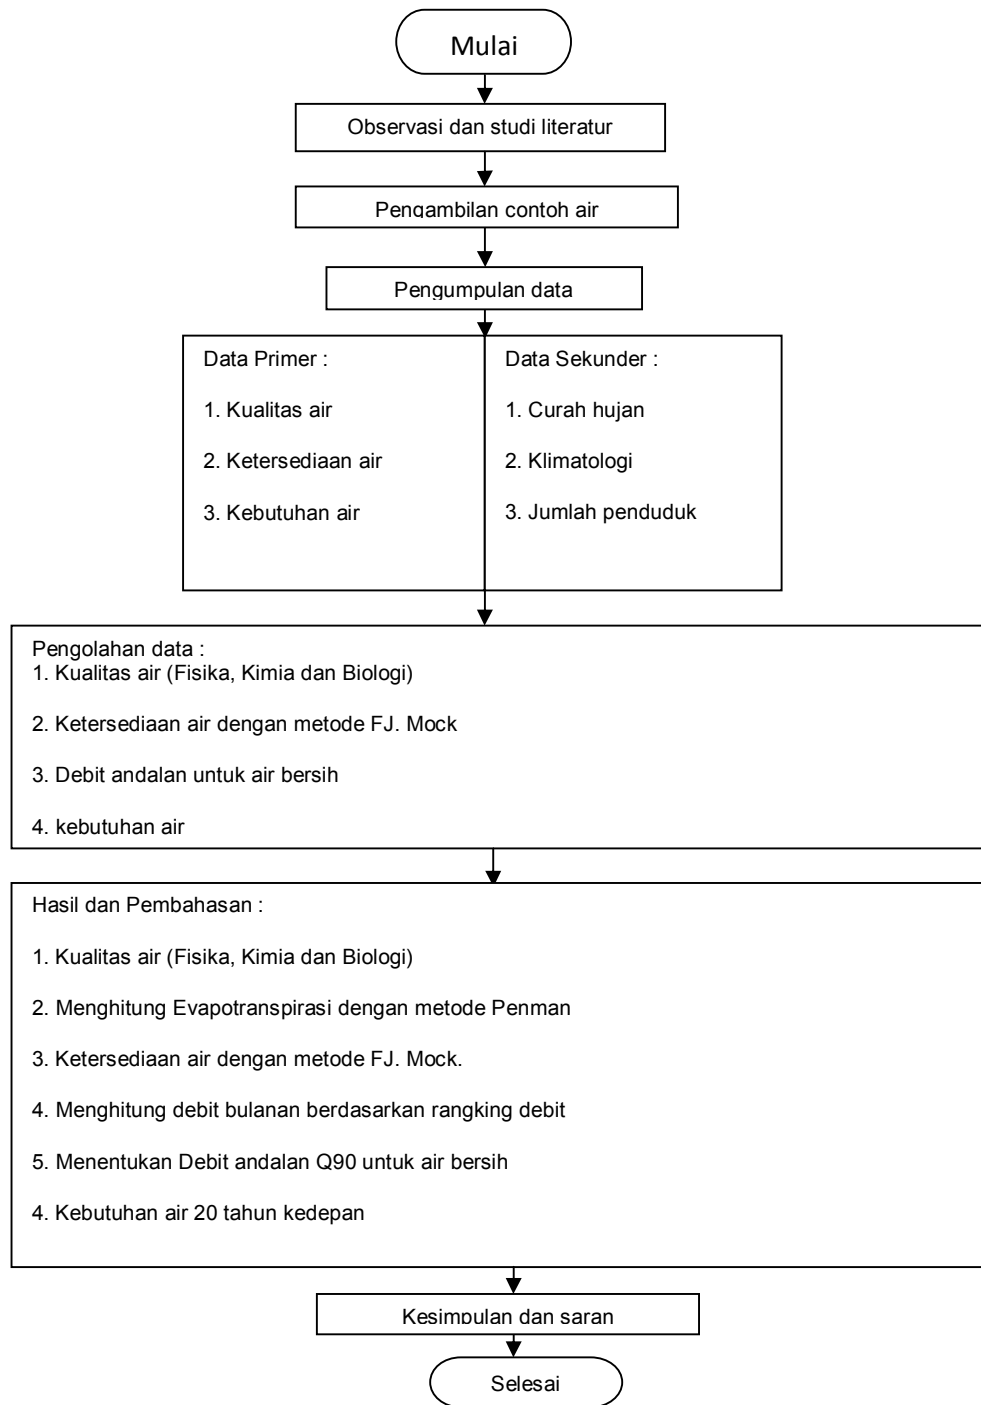 Mulai
Observasi dan studi literatur
Pengambilan contoh air
Pengumpulan data
Data Primer :
1. Kualitas air
2. Ketersediaan air
3. Kebutuhan air
Data Sekunder :
1. Curah hujan
2. Klimatologi
3. Jumlah penduduk
Pengolahan data :
1. Kualitas air (Fisika, Kimia dan Biologi)
2. Ketersediaan air dengan metode FJ. Mock
3. Debit andalan untuk air bersih
4. kebutuhan air
Hasil dan Pembahasan :
1. Kualitas air (Fisika, Kimia dan Biologi)
2. Menghitung Evapotranspirasi dengan metode Penman
3. Ketersediaan air dengan metode FJ. Mock.
4. Menghitung debit bulanan berdasarkan rangking debit
5. Menentukan Debit andalan Q90 untuk air bersih
4. Kebutuhan air 20 tahun kedepan
Kesimpulan dan saran
Selesai